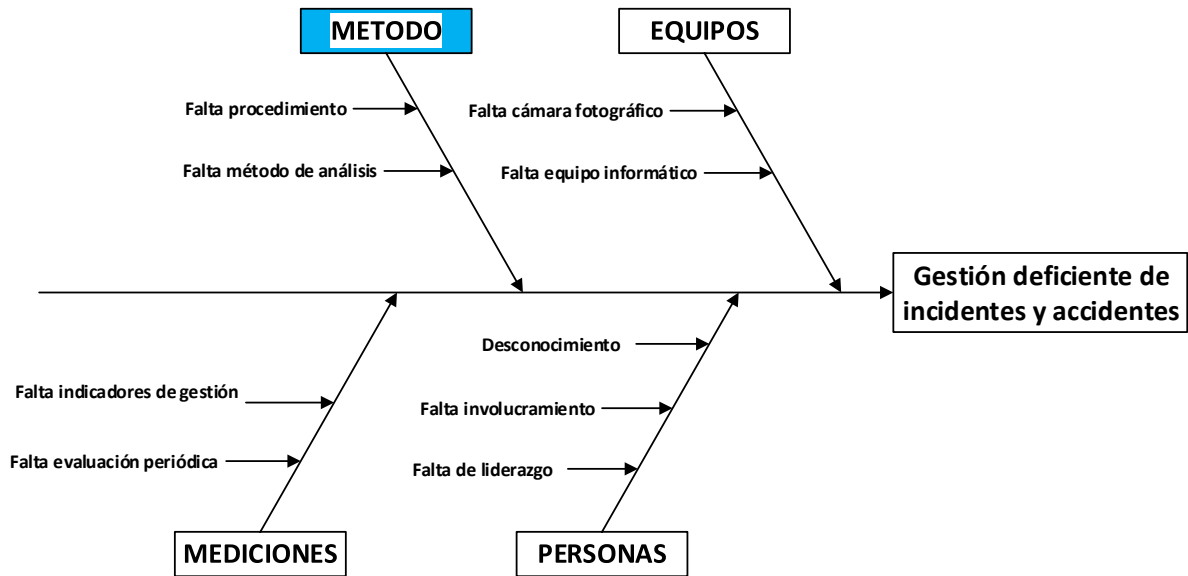 METODO
EQUIPOS
Falta procedimiento
Falta cámara fotográfico
Falta método de análisis
Falta equipo informático
Gestión deficiente de
incidentes y accidentes
Desconocimiento
Falta indicadores de gestión
Falta involucramiento
Falta evaluación periódica
Falta de liderazgo
MEDICIONES
PERSONAS